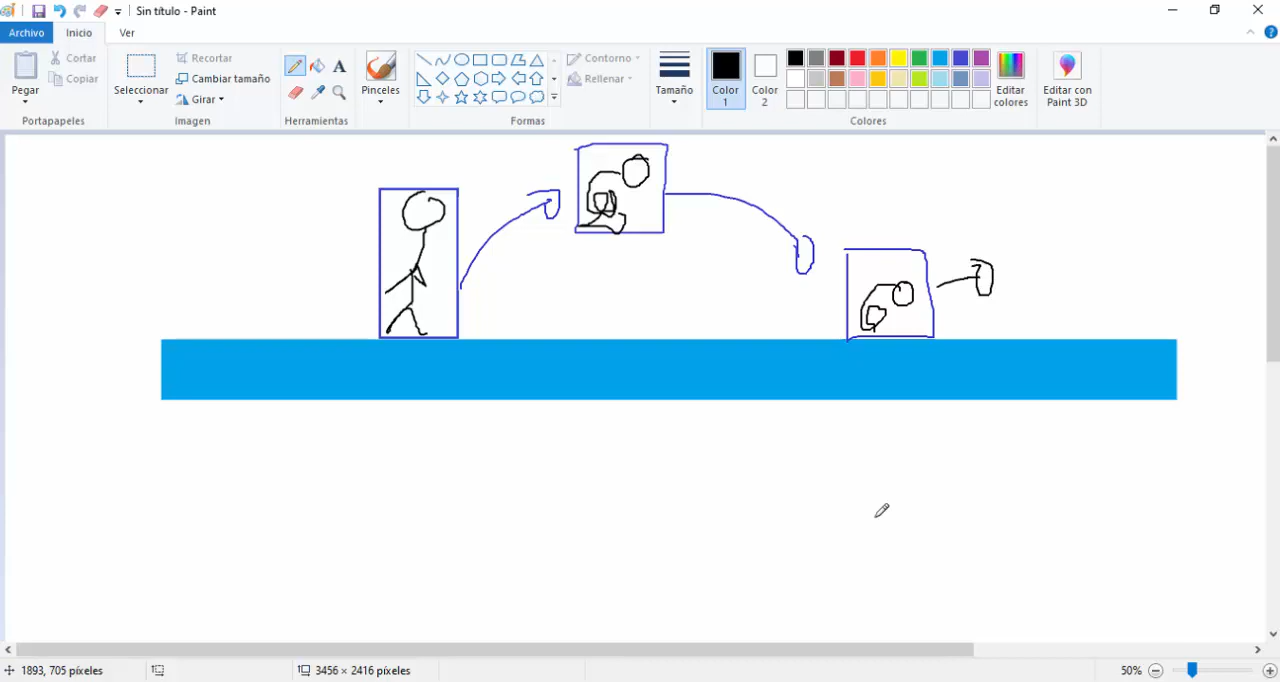 Sin título - Paint
Archivo Inicio Ver
Pegar
Cortar
Copiar
Portapapeles
Seleccionar
Recortar
Cambiar tamaño
Girar
Imagen
A
Herramientas
Pinceles
Contorno
Rellenar
Formas
Tamaño
Color 1
Color 2
Editar colores
Colores
Editar con Paint 3D
1893, 705 píxeles
3456 × 2416 píxeles
50%